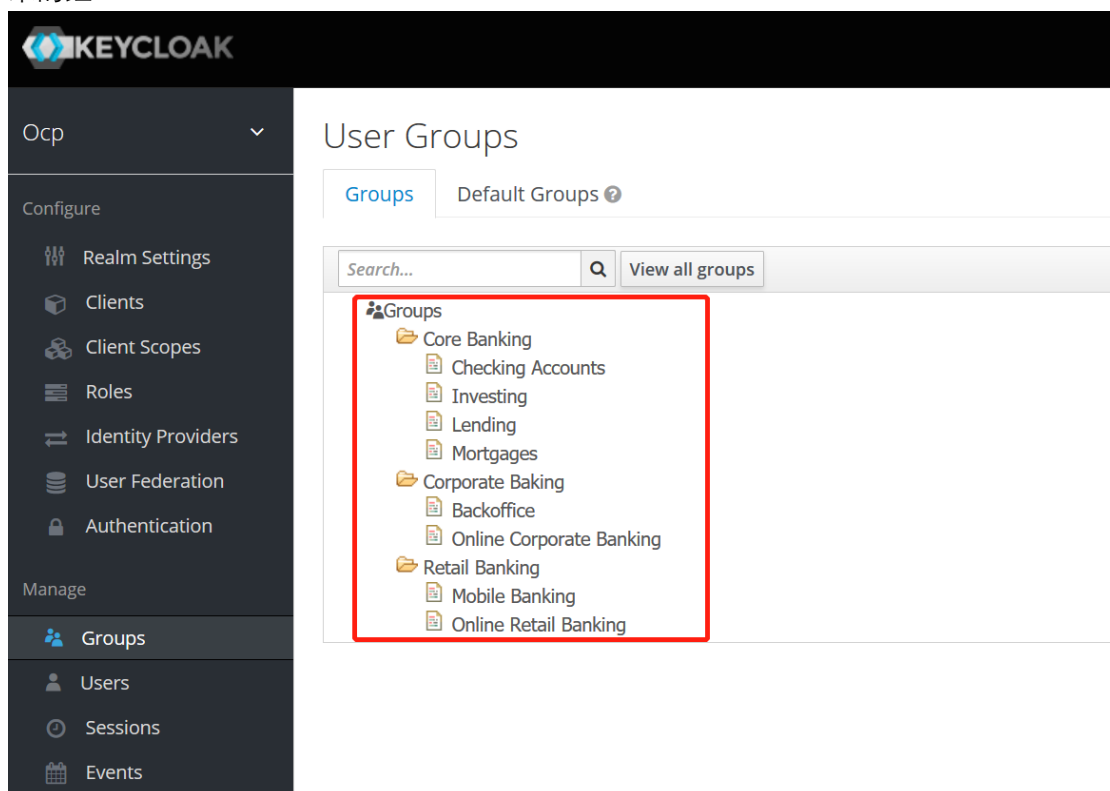 KEYCLOAK
Ocp
Configure
Realm Settings
Clients
Client Scopes
Roles
Identity Providers
User Federation
Authentication
Manage
Groups
Users
Sessions
Events
User Groups
Groups Default Groups
Search... View all groups
Groups
Core Banking
Checking Accounts
Investing
Lending
Mortgages
Corporate Baking
Backoffice
Online Corporate Banking
Retail Banking
Mobile Banking
Online Retail Banking